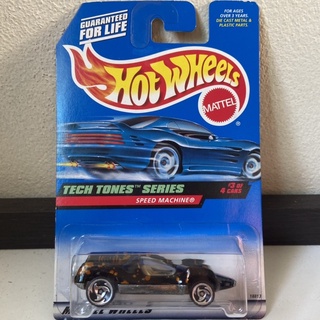 GUARANTEED
FOR LIFE
FOR AGES
OVER 3 YEARS.
DIE CAST METAL &
PLASTIC PARTS.
HOT WHEELS
MATTEL
TECH TONES™ SERIES
SPEED MACHINE®
#3 OF
4 CARS